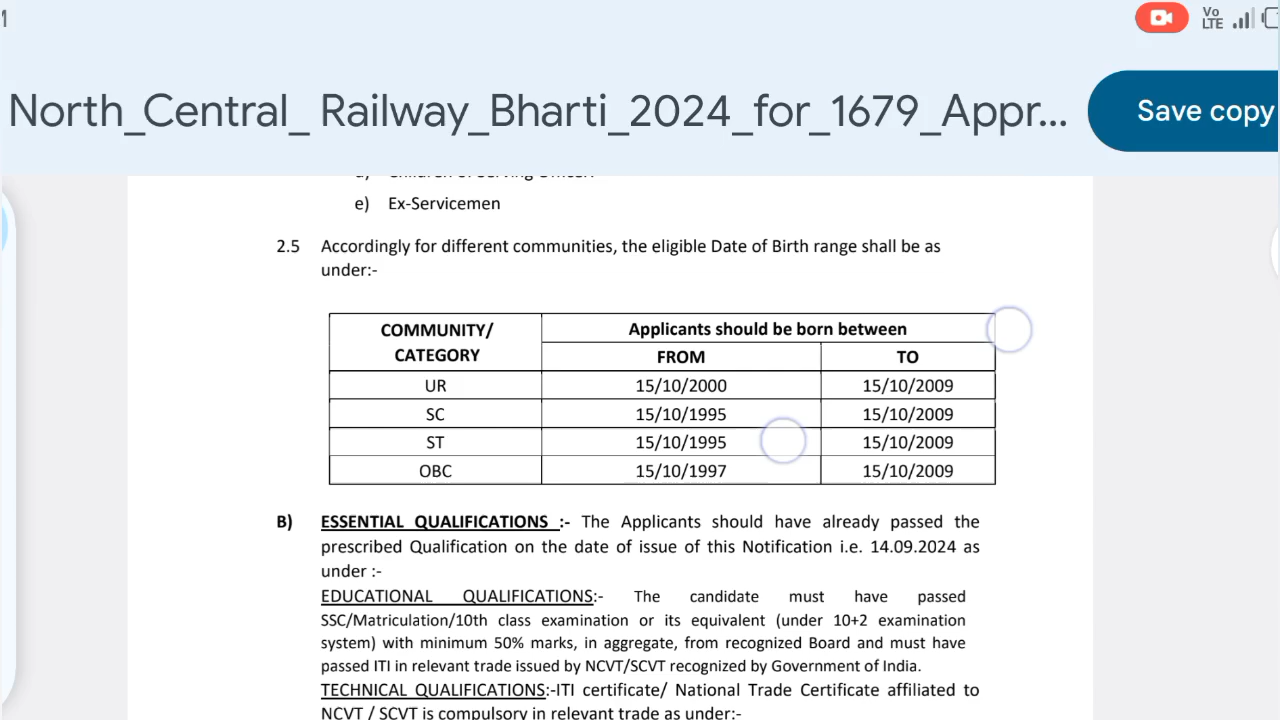 Vo
LTE
North_Central_ Railway_Bharti_2024_for_1679_Appr...
Save copy
e) Ex-Servicemen
2.5 Accordingly for different communities, the eligible Date of Birth range shall be as
under:-
COMMUNITY/
CATEGORY
Applicants should be born between
FROM TO
UR 15/10/2000 15/10/2009
SC 15/10/1995 15/10/2009
ST 15/10/1995 15/10/2009
OBC 15/10/1997 15/10/2009
B) ESSENTIAL QUALIFICATIONS :- The Applicants should have already passed the
prescribed Qualification on the date of issue of this Notification i.e. 14.09.2024 as
under :-
EDUCATIONAL QUALIFICATIONS:- The candidate must have passed
SSC/Matriculation/10th class examination or its equivalent (under 10+2 examination
system) with minimum 50% marks, in aggregate, from recognized Board and must have
passed ITI in relevant trade issued by NCVT/SCVT recognized by Government of India.
TECHNICAL QUALIFICATIONS:-ITI certificate/ National Trade Certificate affiliated to
NCVT / SCVT is compulsory in relevant trade as under:-